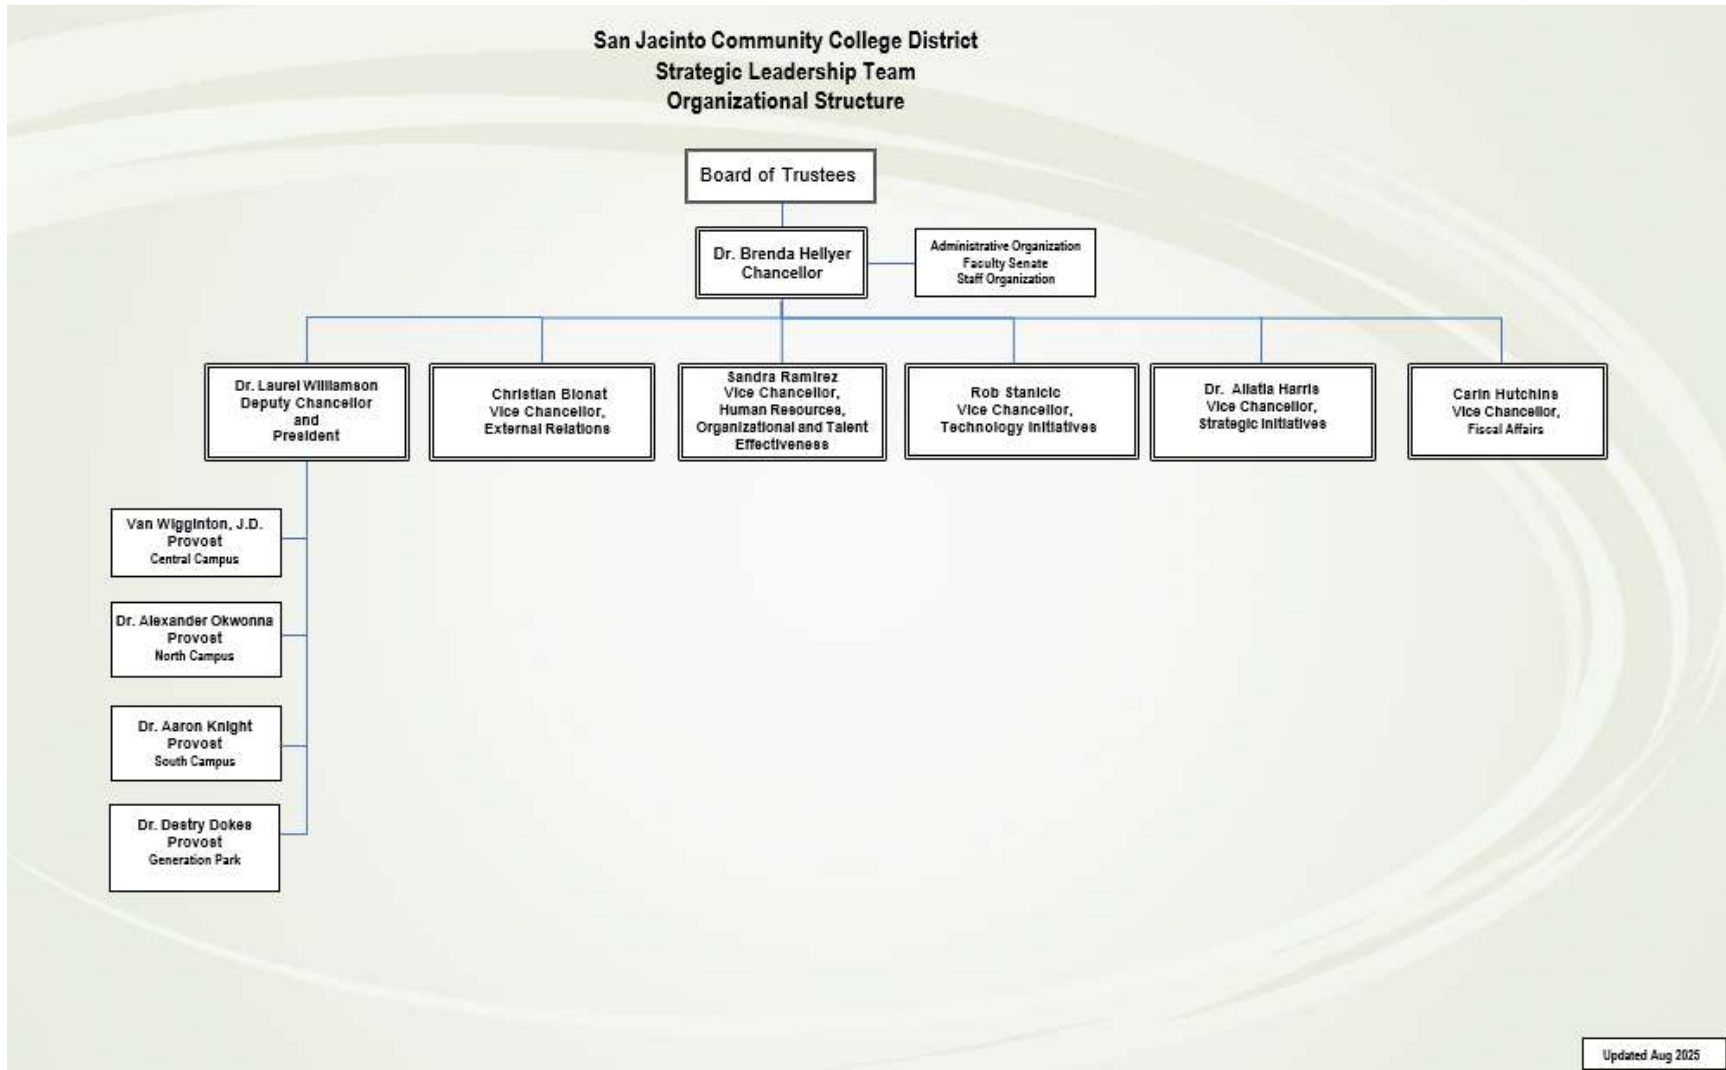 San Jacinto Community College District
Strategic Leadership Team
Organizational Structure
Board of Trustees
Dr. Brenda Hellyer
Chancellor
Administrative Organization
Faculty Senate
Staff Organization
Dr. Laurel Williamson
Deputy Chancellor
and
President
Christian Bionat
Vice Chancellor,
External Relations
Sandra Ramirez
Vice Chancellor,
Human Resources,
Organizational and Talent
Effectiveness
Rob Stanicic
Vice Chancellor,
Technology Initiatives
Dr. Allatia Harris
Vice Chancellor,
Strategic Initiatives
Carin Hutchins
Vice Chancellor,
Fiscal Affairs
Van Wigginton, J.D.
Provost
Central Campus
Dr. Alexander Okwonna
Provost
North Campus
Dr. Aaron Knight
Provost
South Campus
Dr. Destry Dokes
Provost
Generation Park
Updated Aug 2025